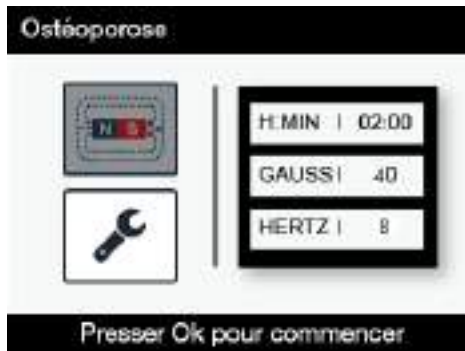 Ostéoporose
N S
H:MIN | 02:00
GAUSS | 40
HERTZ | 8
Presser Ok pour commencer